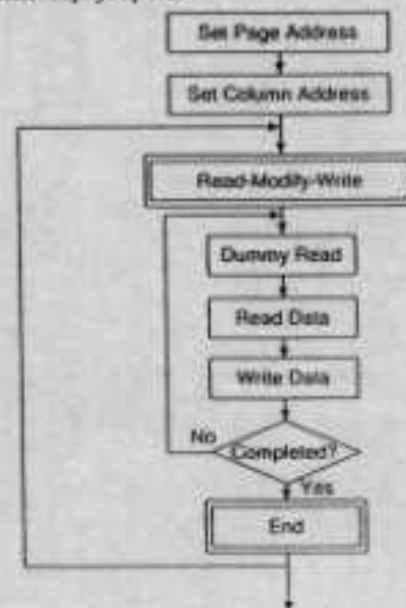 Set Page Address
Set Column Address
Read-Modify-Write
Dummy Read
Read Data
Write Data
No
Completed?
Yes
End